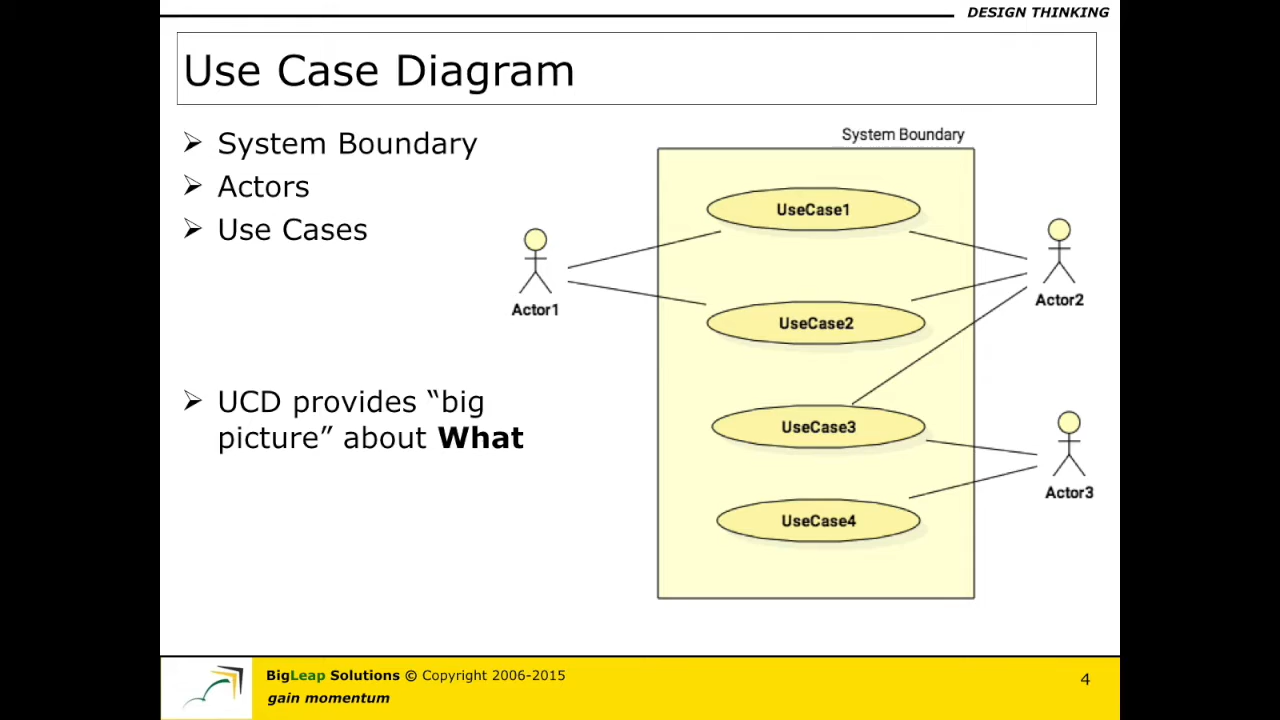 DESIGN THINKING
Use Case Diagram
➢ System Boundary
➢ Actors
➢ Use Cases
➢ UCD provides “big
picture” about What
System Boundary
UseCase1
UseCase2
UseCase3
UseCase4
Actor1
Actor2
Actor3
BigLeap Solutions © Copyright 2006-2015
gain momentum
4